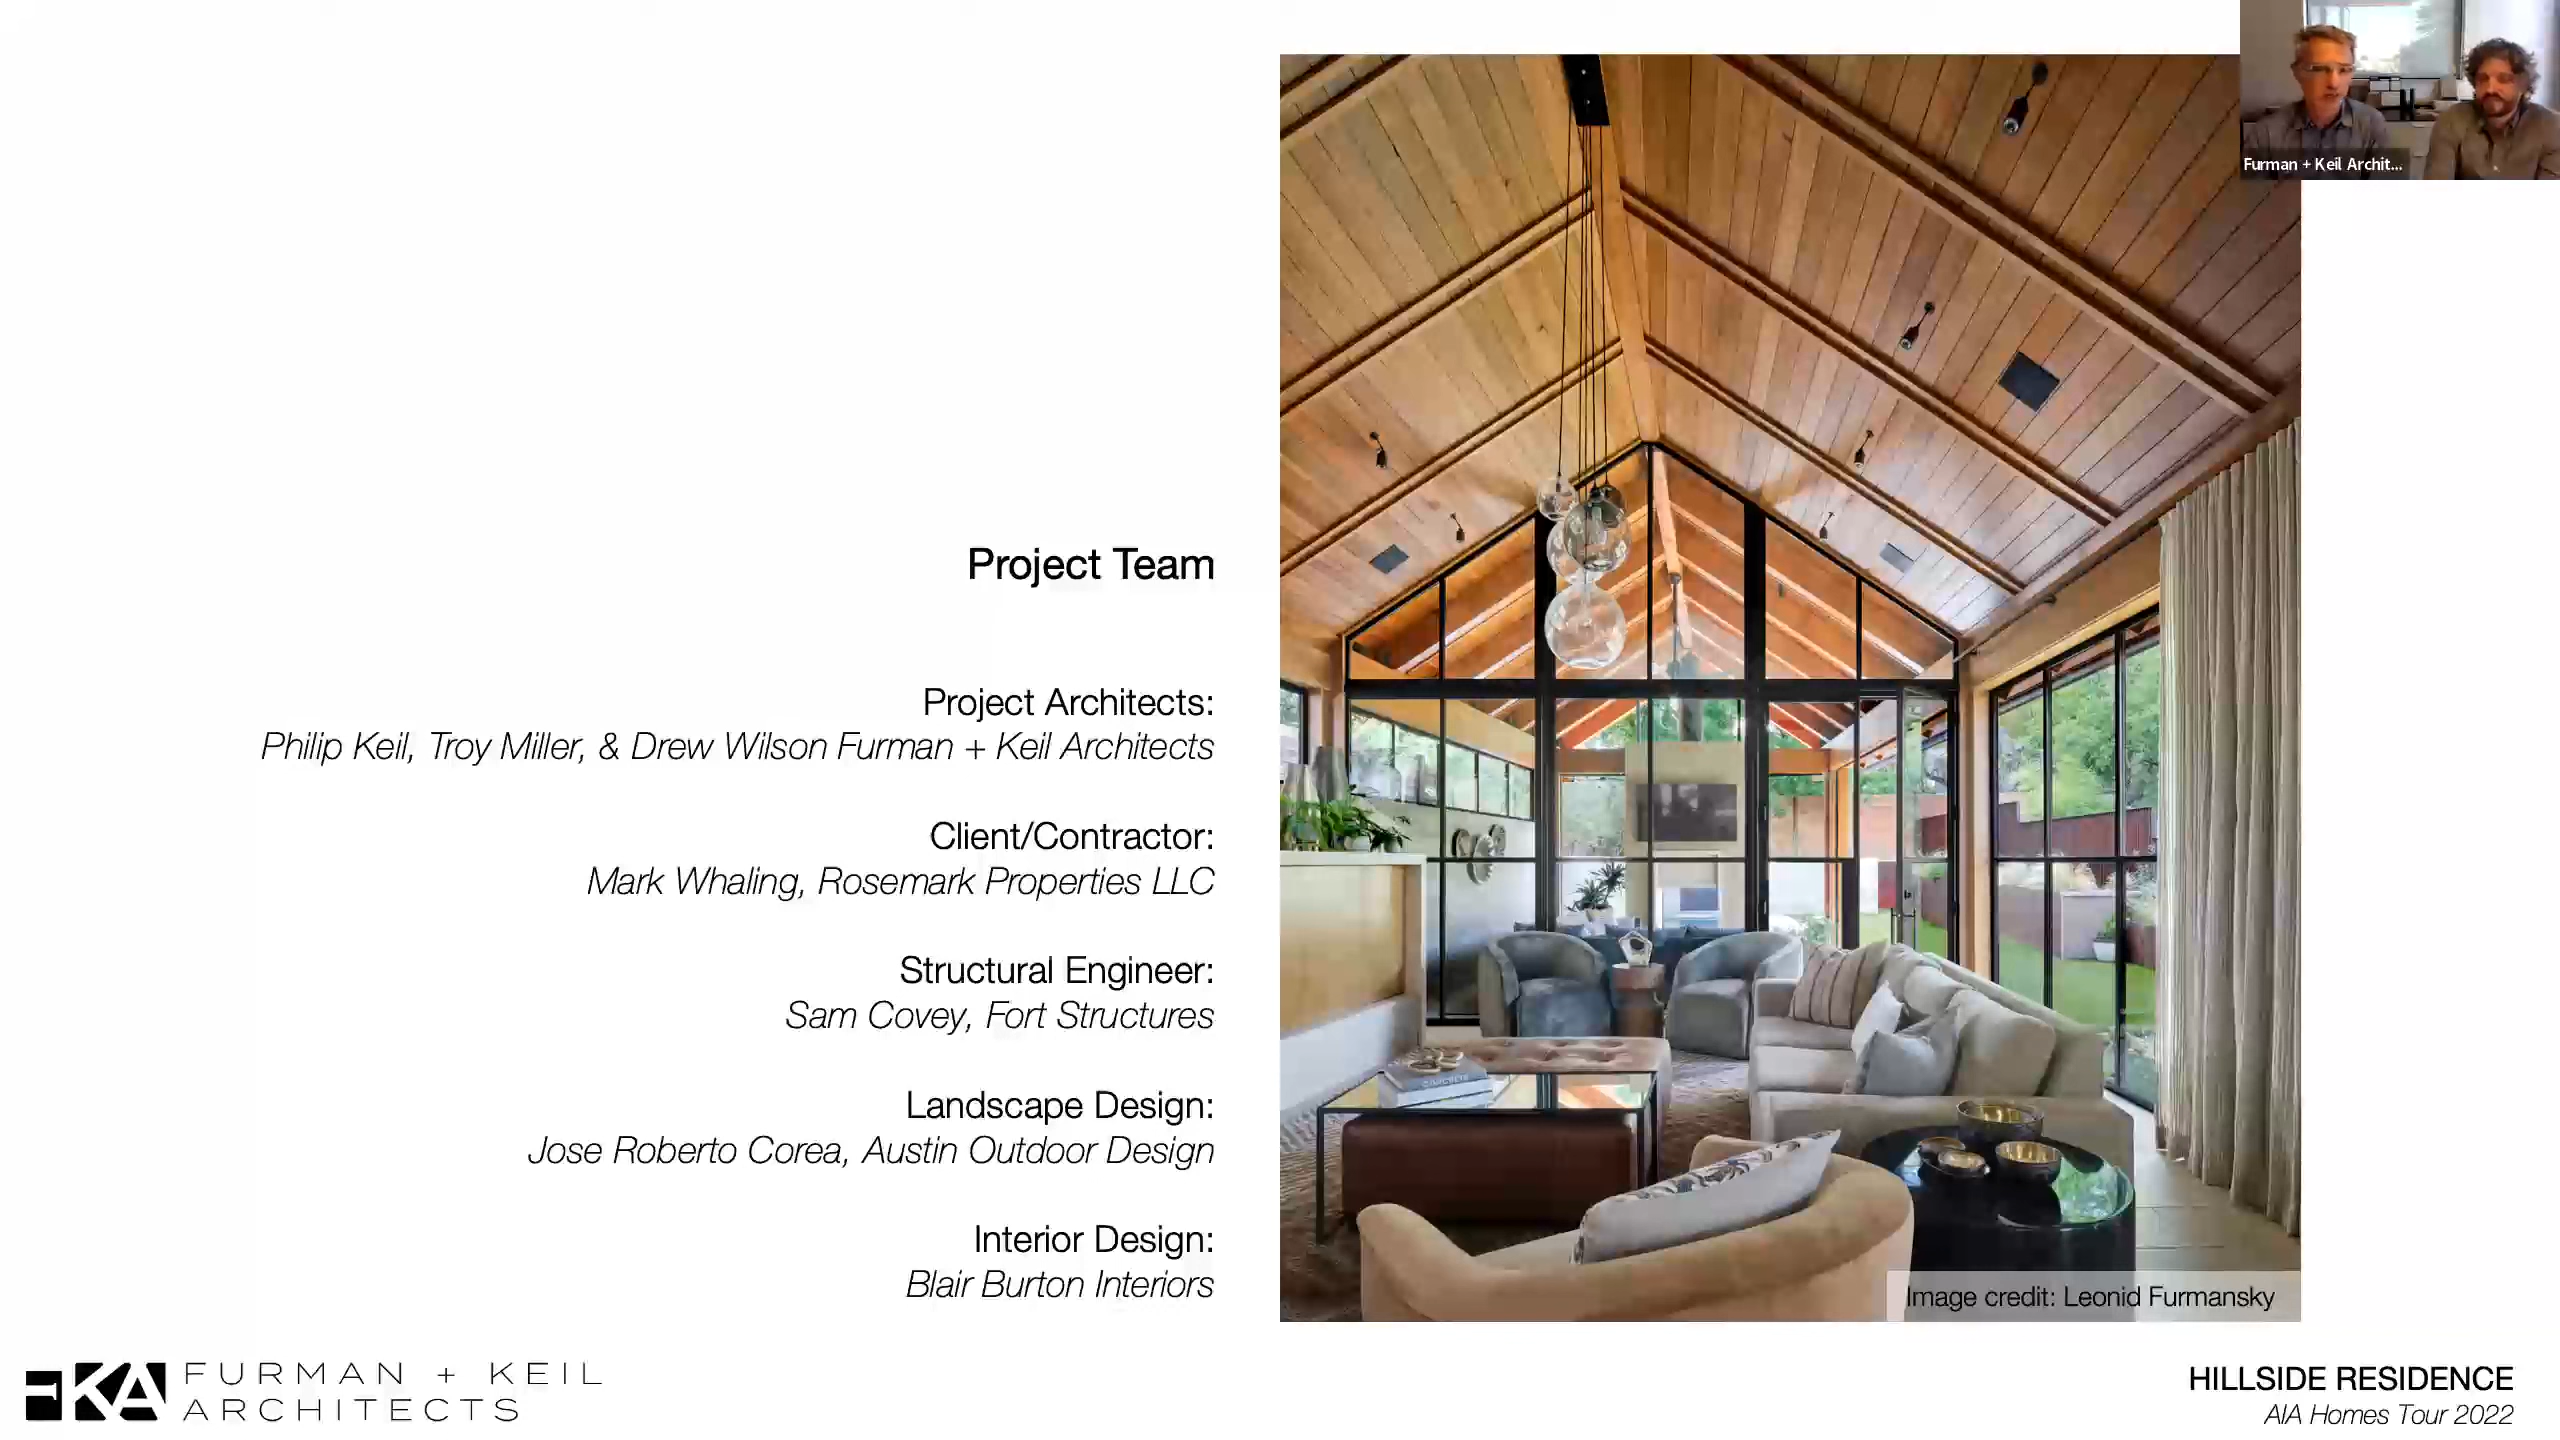 Furman + Keil Archit...
Project Team
Project Architects:
Philip Keil, Troy Miller, & Drew Wilson Furman + Keil Architects
Client/Contractor:
Mark Whaling, Rosemark Properties LLC
Structural Engineer:
Sam Covey, Fort Structures
Landscape Design:
Jose Roberto Corea, Austin Outdoor Design
Interior Design:
Blair Burton Interiors
CONCRETE
Image credit: Leonid Furmansky
FKA
FURMAN + KEIL
ARCHITECTS
HILLSIDE RESIDENCE
AIA Homes Tour 2022